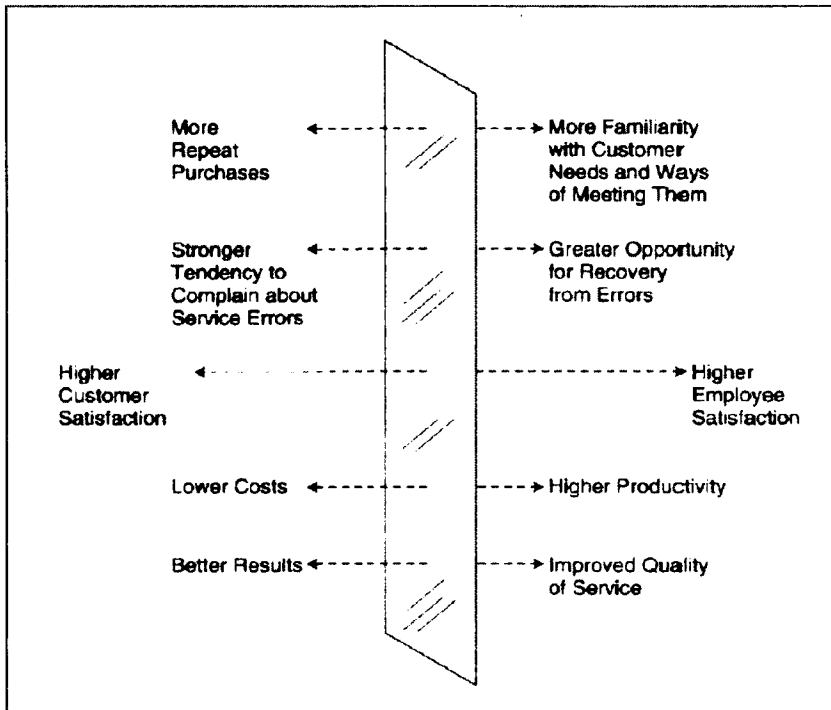 More
Repeat
Purchases
More Familiarity
with Customer
Needs and Ways
of Meeting Them
Stronger
Tendency to
Complain about
Service Errors
Greater Opportunity
for Recovery
from Errors
Higher
Customer
Satisfaction
Higher
Employee
Satisfaction
Lower Costs
Higher Productivity
Better Results
Improved Quality
of Service